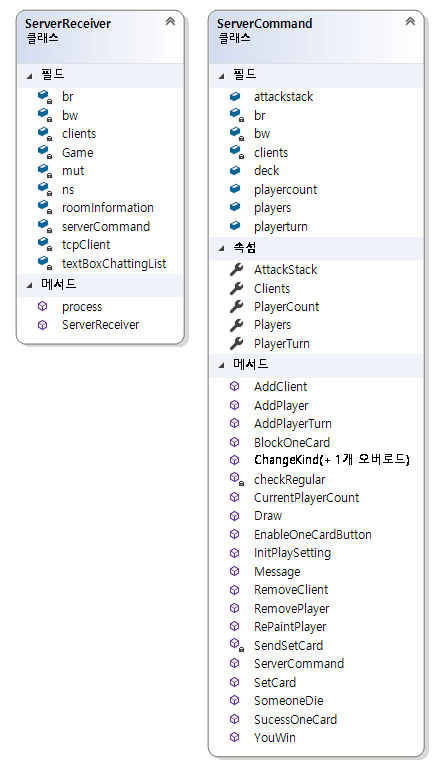 ServerReceiver
클래스
필드
br
bw
clients
Game
mut
ns
roomInformation
serverCommand
tcpClient
textBoxChattingList
메서드
process
ServerReceiver
ServerCommand
클래스
필드
attackstack
br
bw
clients
deck
playercount
players
playerturn
속성
AttackStack
Clients
PlayerCount
Players
PlayerTurn
메서드
AddClient
AddPlayer
AddPlayerTurn
BlockOneCard
ChangeKind(+ 1개 오버로드)
checkRegular
CurrentPlayerCount
Draw
EnableOneCardButton
InitPlaySetting
Message
RemoveClient
RemovePlayer
RePaintPlayer
SendSetCard
ServerCommand
SetCard
SomeoneDie
SucessOneCard
YouWin